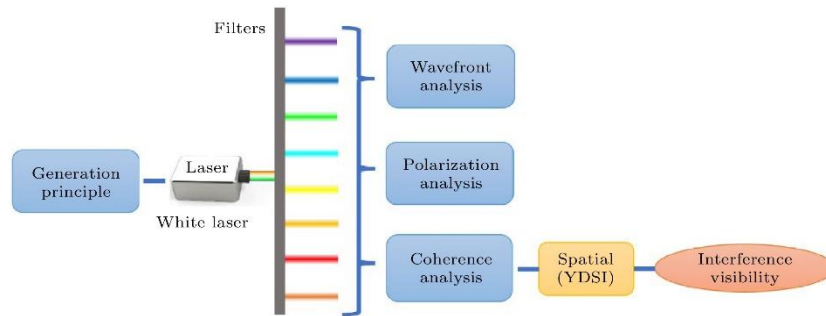 Filters
Wavefront
analysis
Generation
principle
Laser
White laser
Polarization
analysis
Coherence
analysis
Spatial
(YDSI)
Interference
visibility